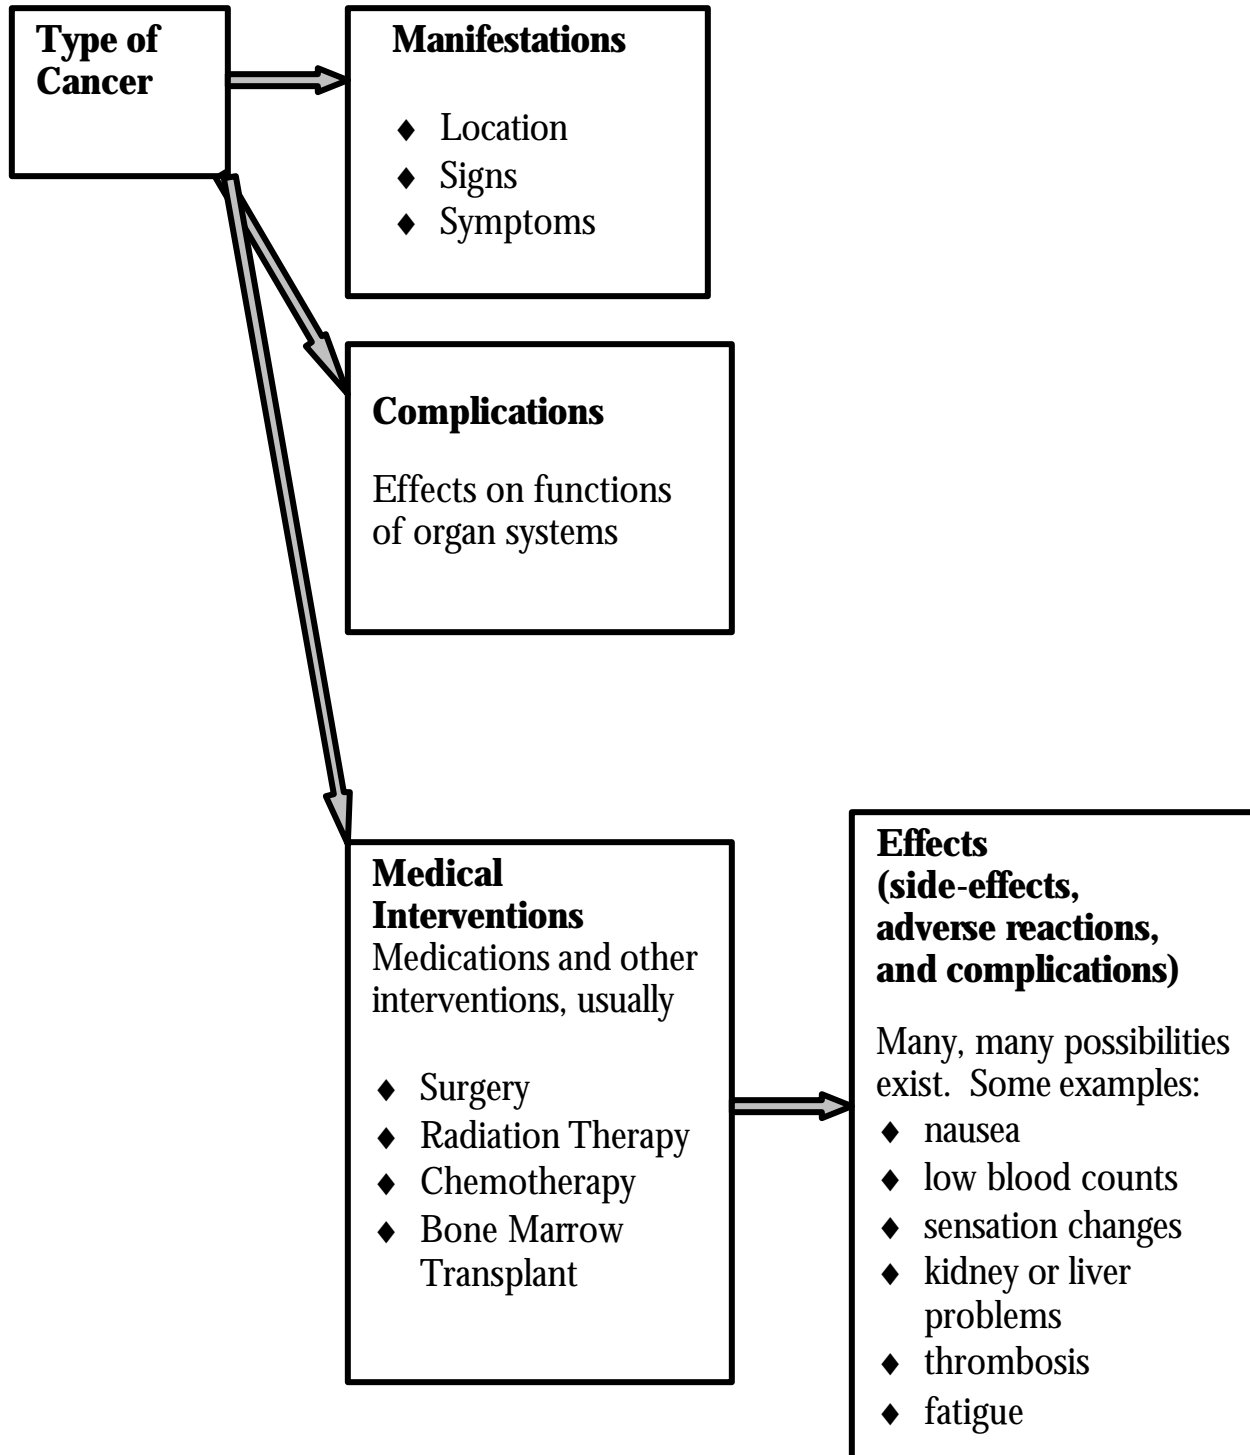 Type of
Cancer
Manifestations
♦ Location
♦ Signs
♦ Symptoms
Complications
Effects on functions
of organ systems
Medical
Interventions
Medications and other
interventions, usually
♦ Surgery
♦ Radiation Therapy
♦ Chemotherapy
♦ Bone Marrow
Transplant
Effects
(side-effects,
adverse reactions,
and complications)
Many, many possibilities
exist.  Some examples:
♦ nausea
♦ low blood counts
♦ sensation changes
♦ kidney or liver
problems
♦ thrombosis
♦ fatigue